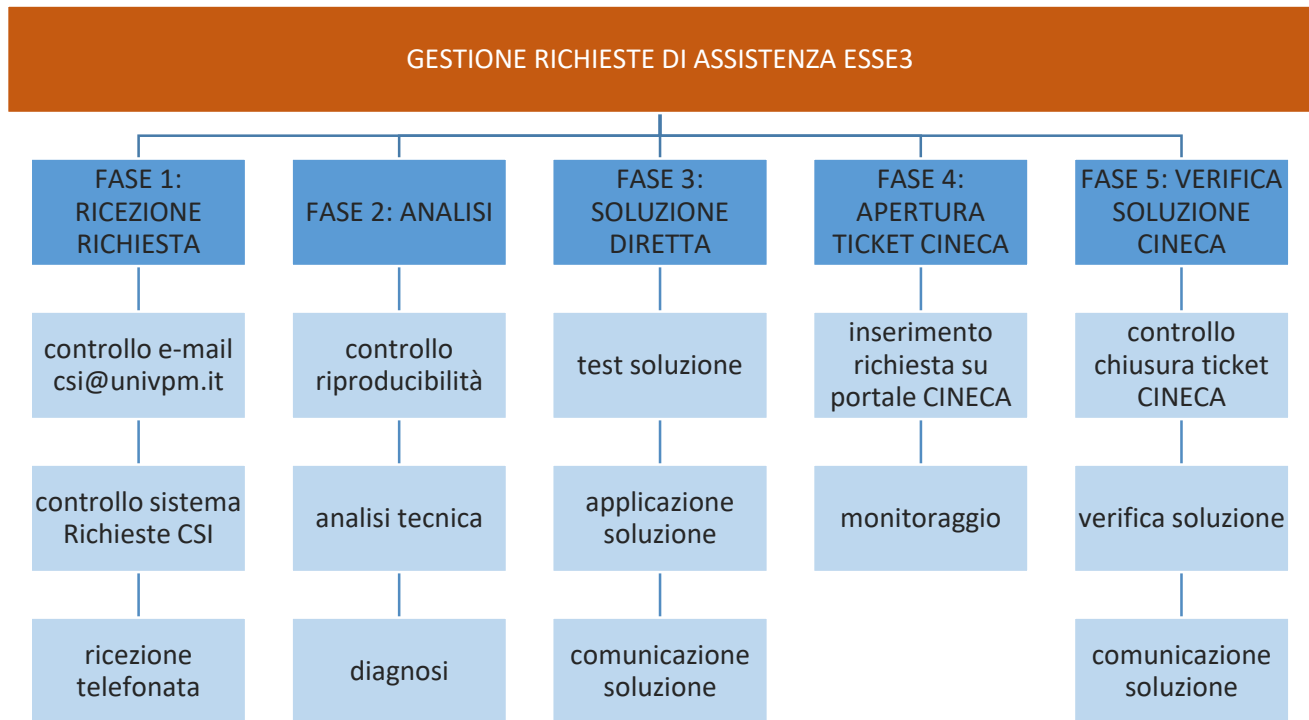 GESTIONE RICHIESTE DI ASSISTENZA ESSE3
FASE 1:
RICEZIONE
RICHIESTA
controllo e-mail
csi@univpm.it
controllo sistema
Richieste CSI
ricezione
telefonata
FASE 2: ANALISI
controllo
riproducibilità
analisi tecnica
diagnosi
FASE 3:
SOLUZIONE
DIRETTA
test soluzione
applicazione
soluzione
comunicazione
soluzione
FASE 4:
APERTURA
TICKET CINECA
inserimento
richiesta su
portale CINECA
monitoraggio
FASE 5: VERIFICA
SOLUZIONE
CINECA
controllo
chiusura ticket
CINECA
verifica soluzione
comunicazione
soluzione